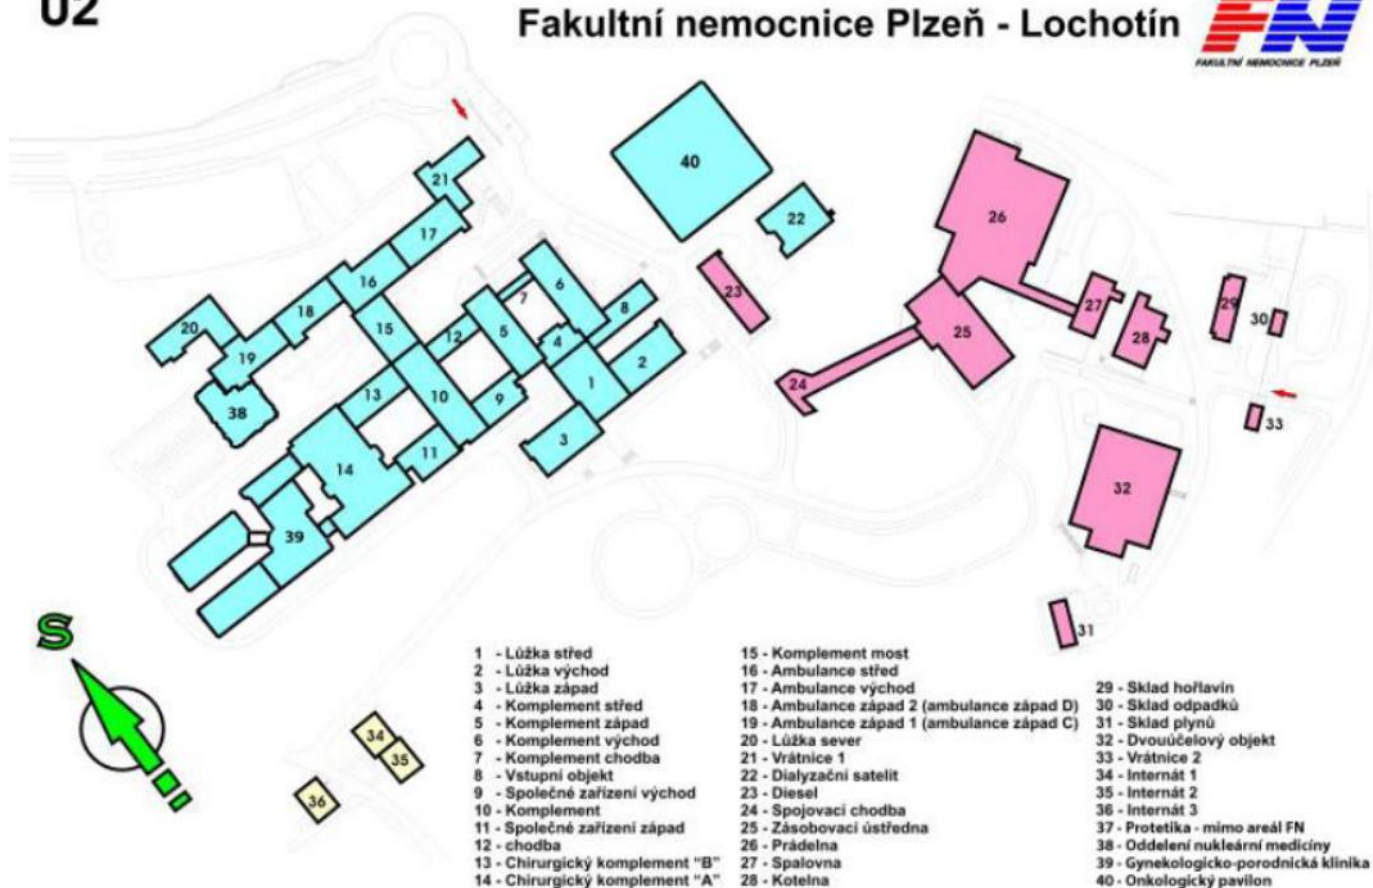 02
Fakultní nemocnice Plzeň - Lochotín
FN
FAKULTNÍ NEMOCNICE PLZEŇ
40
21
22
17
26
16
6
7
23
8
27
29
30
18
20
15
12
5
4
25
28
19
2
1
24
13
10
9
38
33
3
11
14
32
39
S
31
34
35
36
1 - Lůžka střed
2 - Lůžka východ
3 - Lůžka západ
4 - Komplement střed
5 - Komplement západ
6 - Komplement východ
7 - Komplement chodba
8 - Vstupní objekt
9 - Společné zařízení východ
10 - Komplement
11 - Společné zařízení západ
12 - chodba
13 - Chirurgický komplement "B"
14 - Chirurgický komplement "A"
15 - Komplement most
16 - Ambulance střed
17 - Ambulance východ
18 - Ambulance západ 2 (ambulance západ D)
19 - Ambulance západ 1 (ambulance západ C)
20 - Lůžka sever
21 - Vrátnice 1
22 - Dialyzační satelit
23 - Diesel
24 - Spojovací chodba
25 - Zásobovací ústředna
26 - Prádelna
27 - Spalovna
28 - Kotelna
29 - Sklad hořlavin
30 - Sklad odpadků
31 - Sklad plynů
32 - Dvouúčelový objekt
33 - Vrátnice 2
34 - Internát 1
35 - Internát 2
36 - Internát 3
37 - Protetika - mimo areál FN
38 - Oddelení nukleární medicíny
39 - Gynekologicko-porodnická klinika
40 - Onkologický pavilon